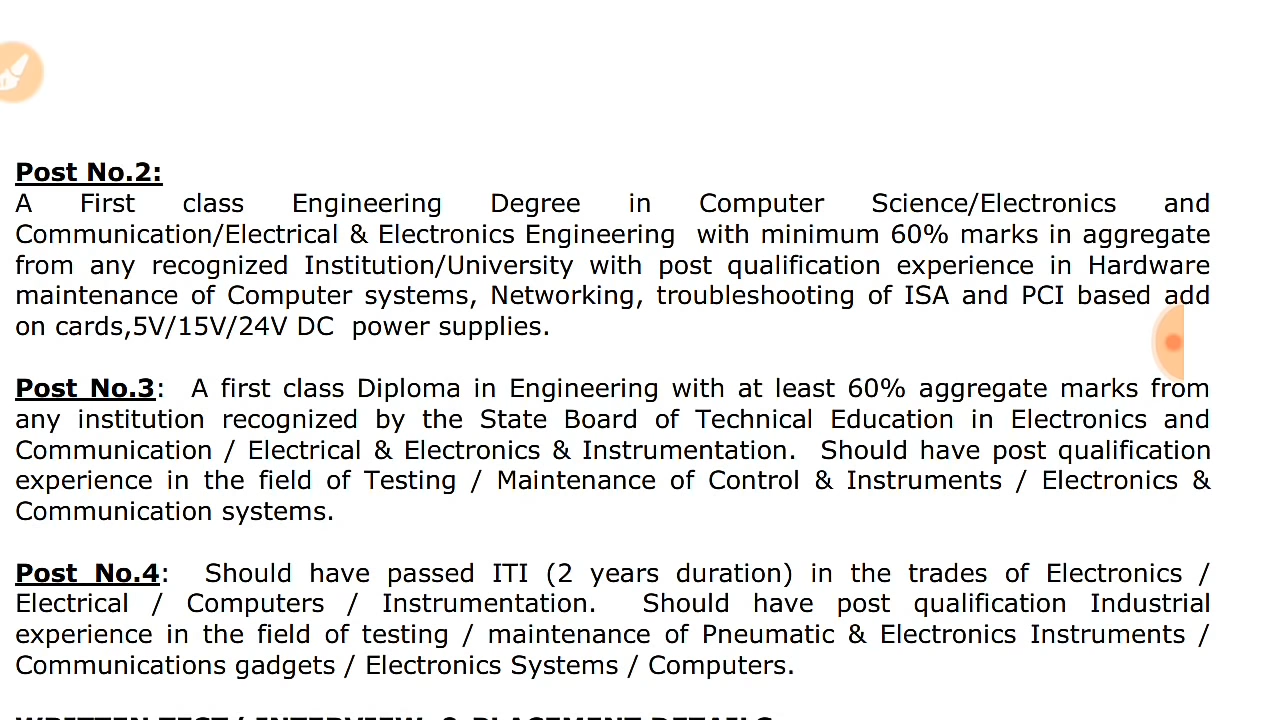 Post No.2:
A First class Engineering Degree in Computer Science/Electronics and
Communication/Electrical & Electronics Engineering with minimum 60% marks in aggregate
from any recognized Institution/University with post qualification experience in Hardware
maintenance of Computer systems, Networking, troubleshooting of ISA and PCI based add
on cards,5V/15V/24V DC power supplies.
Post No.3: A first class Diploma in Engineering with at least 60% aggregate marks from
any institution recognized by the State Board of Technical Education in Electronics and
Communication / Electrical & Electronics & Instrumentation. Should have post qualification
experience in the field of Testing / Maintenance of Control & Instruments / Electronics &
Communication systems.
Post No.4: Should have passed ITI (2 years duration) in the trades of Electronics /
Electrical / Computers / Instrumentation. Should have post qualification Industrial
experience in the field of testing / maintenance of Pneumatic & Electronics Instruments /
Communications gadgets / Electronics Systems / Computers.
WRITTEN TEST/ INTERVIEW & PLACEMENT DETAILS